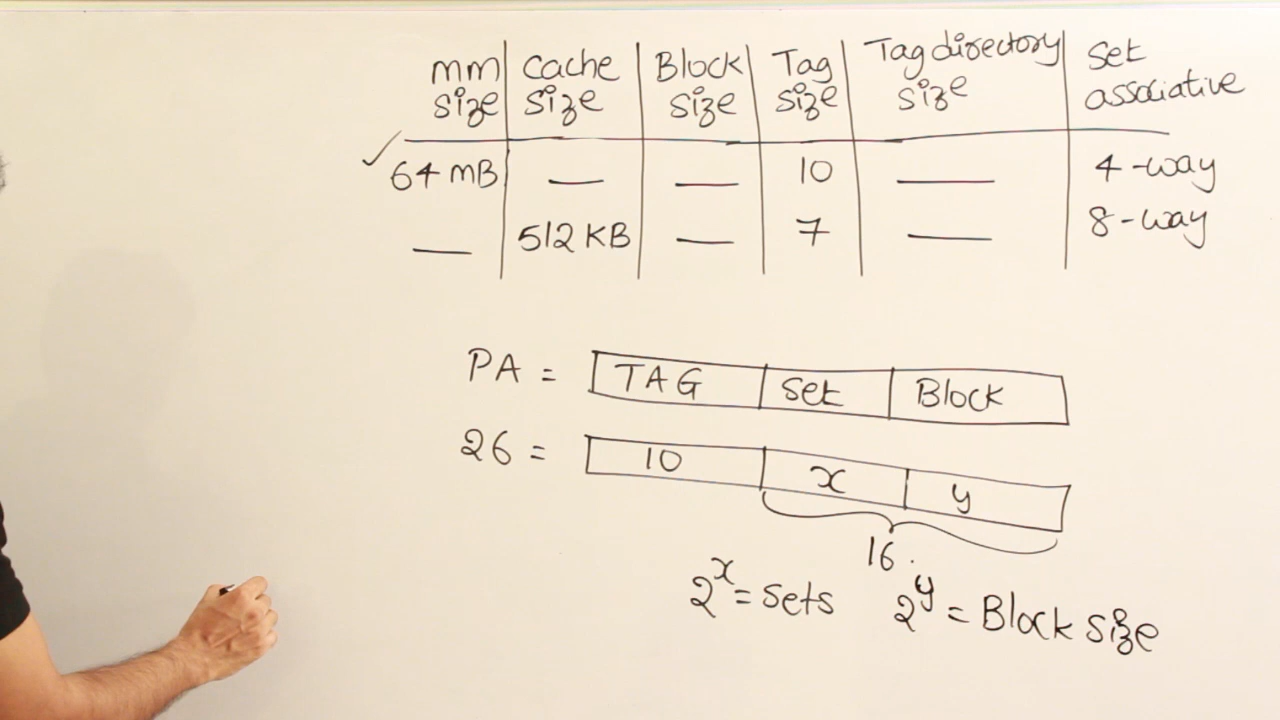 mm size | Cache size | Block size | Tag size | Tag directory size | Set associative
✓ 64 MB | — | — | 10 | — | 4-way
— | 512 KB | — | 7 | — | 8-way
PA = TAG | Set | Block
26 = 10 | x | y
16.
2^x = Sets 2^y = Block size